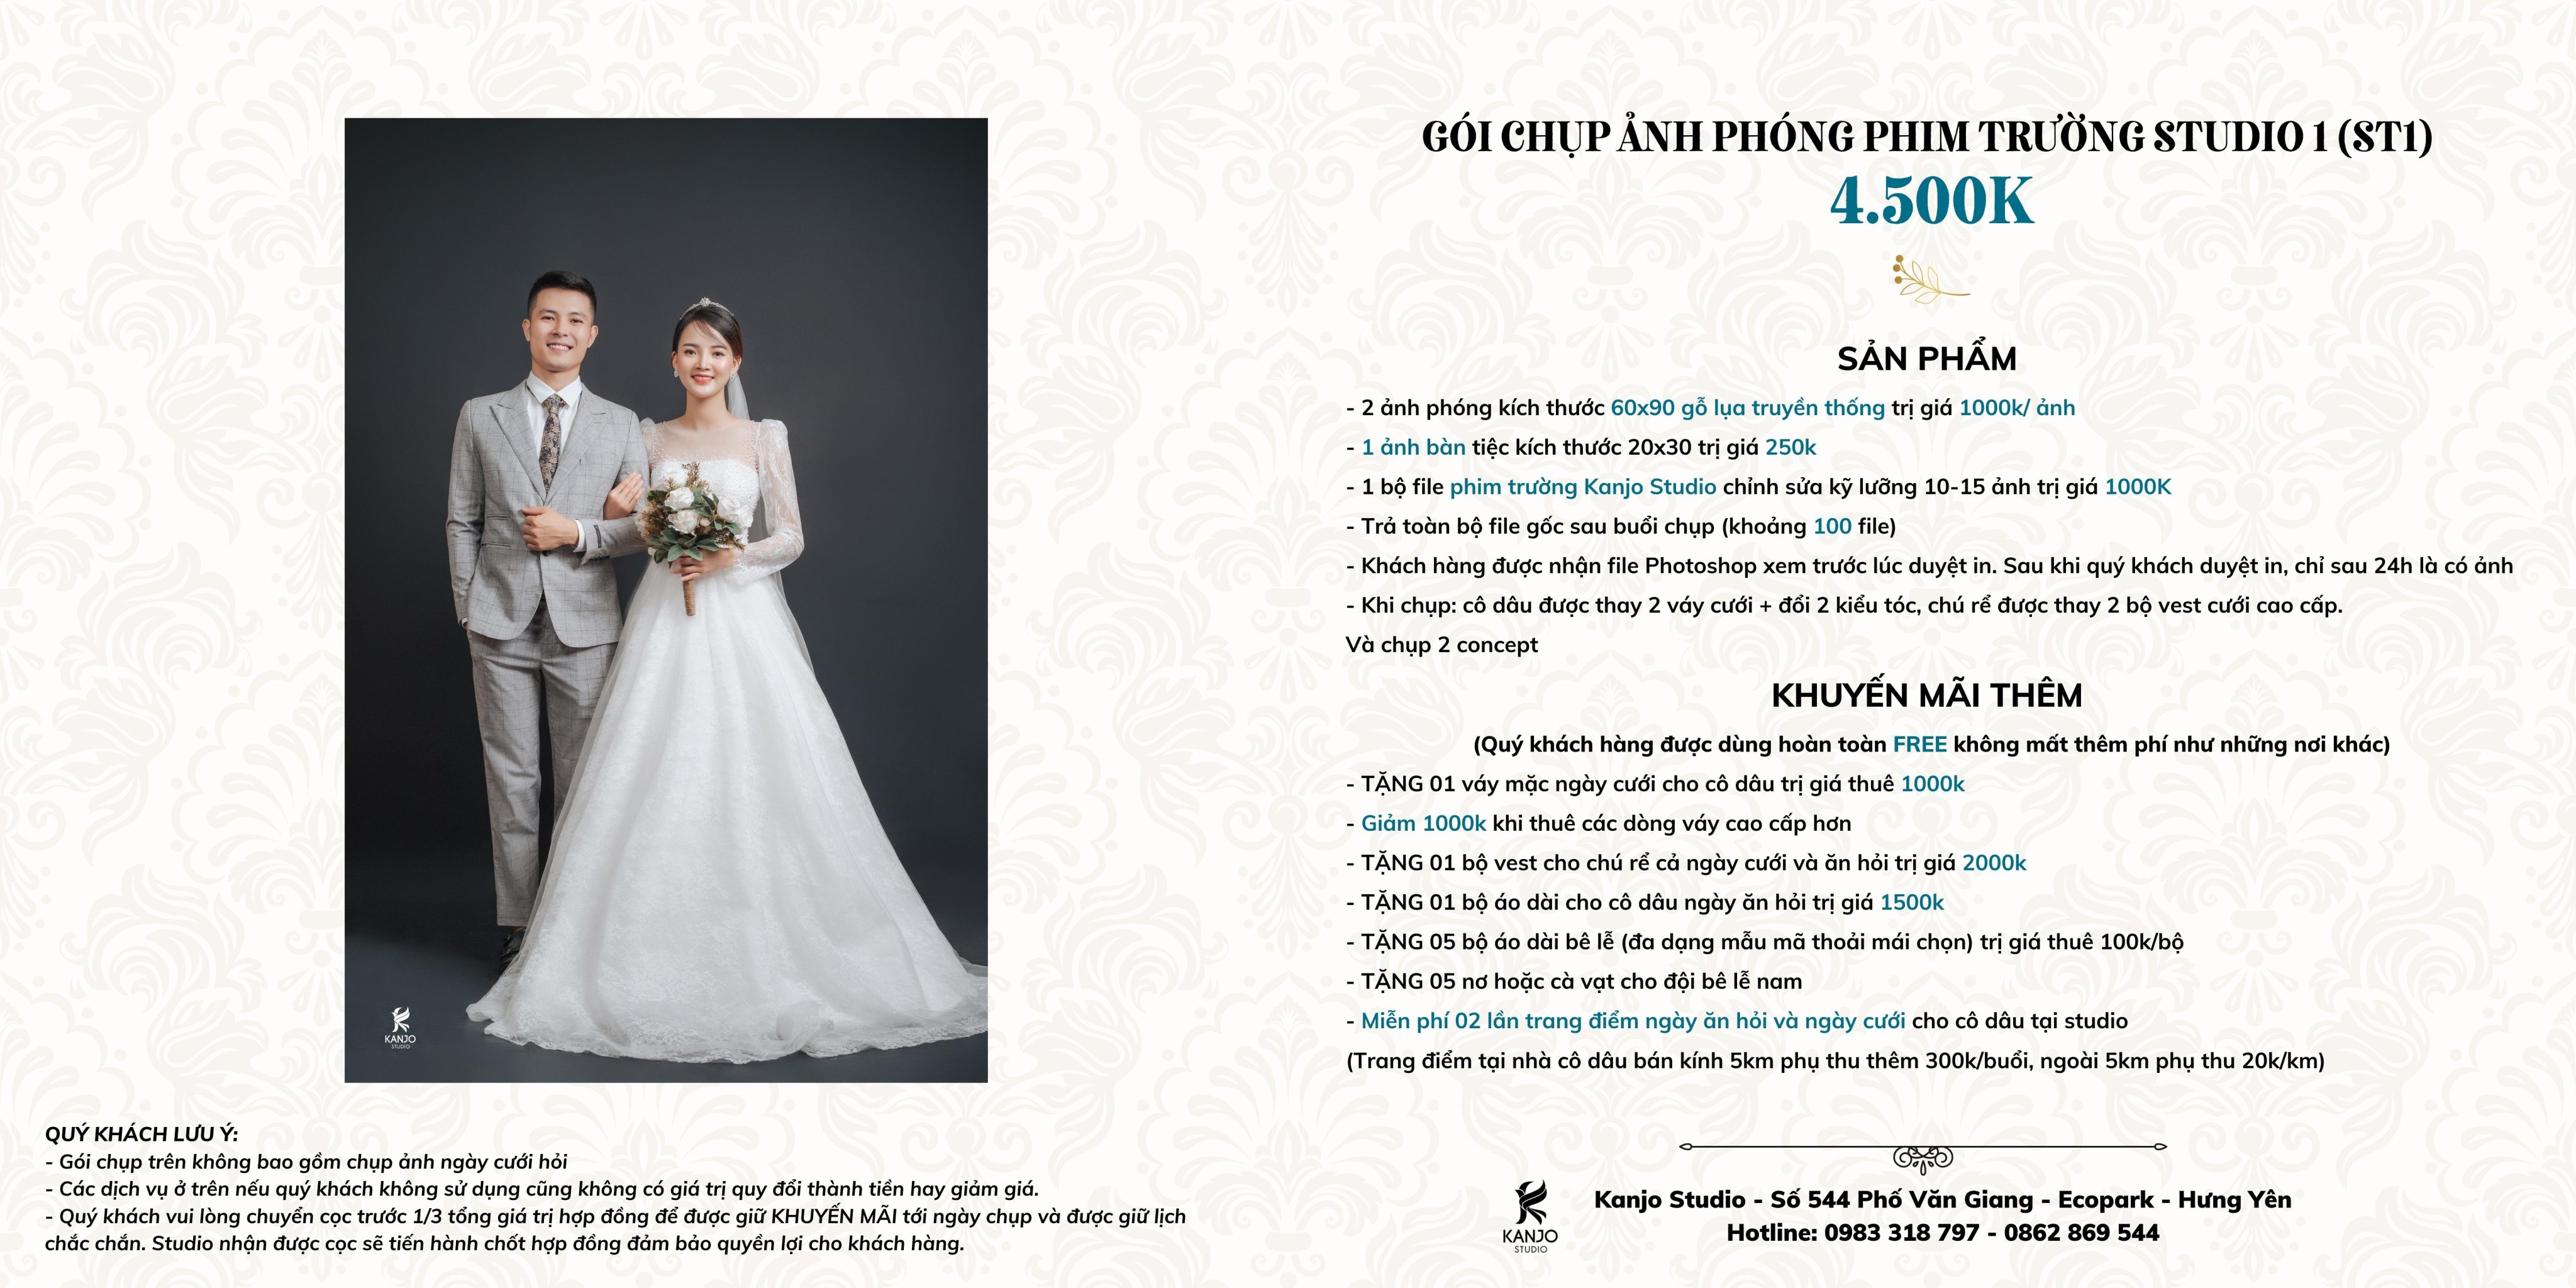 GÓI CHỤP ẢNH PHÓNG PHIM TRƯỜNG STUDIO 1 (ST1)
4.500K
SẢN PHẨM
- 2 ảnh phóng kích thước 60x90 gỗ lụa truyền thống trị giá 1000k/ ảnh
- 1 ảnh bàn tiệc kích thước 20x30 trị giá 250k
- 1 bộ file phim trường Kanjo Studio chỉnh sửa kỹ lưỡng 10-15 ảnh trị giá 1000K
- Trả toàn bộ file gốc sau buổi chụp (khoảng 100 file)
- Khách hàng được nhận file Photoshop xem trước lúc duyệt in. Sau khi quý khách duyệt in, chỉ sau 24h là có ảnh
- Khi chụp: cô dâu được thay 2 váy cưới + đổi 2 kiểu tóc, chú rể được thay 2 bộ vest cưới cao cấp.
Và chụp 2 concept
KHUYẾN MÃI THÊM
(Quý khách hàng được dùng hoàn toàn FREE không mất thêm phí như những nơi khác)
- TẶNG 01 váy mặc ngày cưới cho cô dâu trị giá thuê 1000k
- Giảm 1000k khi thuê các dòng váy cao cấp hơn
- TẶNG 01 bộ vest cho chú rể cả ngày cưới và ăn hỏi trị giá 2000k
- TẶNG 01 bộ áo dài cho cô dâu ngày ăn hỏi trị giá 1500k
- TẶNG 05 bộ áo dài bê lễ (đa dạng mẫu mã thoải mái chọn) trị giá thuê 100k/bộ
- TẶNG 05 nơ hoặc cà vạt cho đội bê lễ nam
- Miễn phí 02 lần trang điểm ngày ăn hỏi và ngày cưới cho cô dâu tại studio
(Trang điểm tại nhà cô dâu bán kính 5km phụ thu thêm 300k/buổi, ngoài 5km phụ thu 20k/km)
KANJO
STUDIO
QUÝ KHÁCH LƯU Ý:
- Gói chụp trên không bao gồm chụp ảnh ngày cưới hỏi
- Các dịch vụ ở trên nếu quý khách không sử dụng cũng không có giá trị quy đổi thành tiền hay giảm giá.
- Quý khách vui lòng chuyển cọc trước 1/3 tổng giá trị hợp đồng để được giữ KHUYẾN MÃI tới ngày chụp và được giữ lịch
chắc chắn. Studio nhận được cọc sẽ tiến hành chốt hợp đồng đảm bảo quyền lợi cho khách hàng.
KANJO
STUDIO
Kanjo Studio - Số 544 Phố Văn Giang - Ecopark - Hưng Yên
Hotline: 0983 318 797 - 0862 869 544